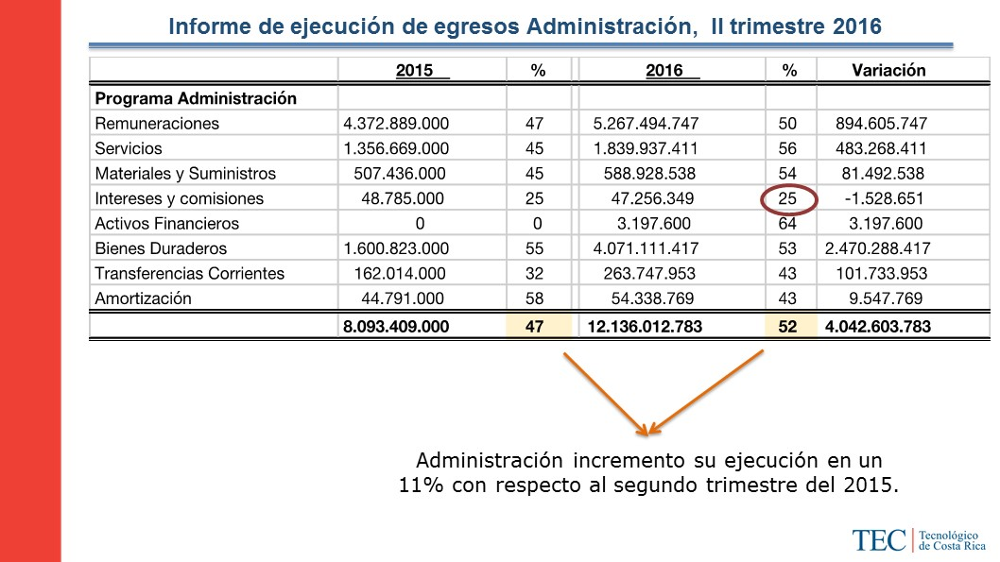 Informe de ejecución de egresos Administración, II trimestre 2016
2015 % 2016 % Variación
Programa Administración
Remuneraciones 4.372.889.000 47 5.267.494.747 50 894.605.747
Servicios 1.356.669.000 45 1.839.937.411 56 483.268.411
Materiales y Suministros 507.436.000 45 588.928.538 54 81.492.538
Intereses y comisiones 48.785.000 25 47.256.349 25 -1.528.651
Activos Financieros 0 0 3.197.600 64 3.197.600
Bienes Duraderos 1.600.823.000 55 4.071.111.417 53 2.470.288.417
Transferencias Corrientes 162.014.000 32 263.747.953 43 101.733.953
Amortización 44.791.000 58 54.338.769 43 9.547.769
8.093.409.000 47 12.136.012.783 52 4.042.603.783
Administración incremento su ejecución en un
11% con respecto al segundo trimestre del 2015.
TEC Tecnológico
de Costa Rica